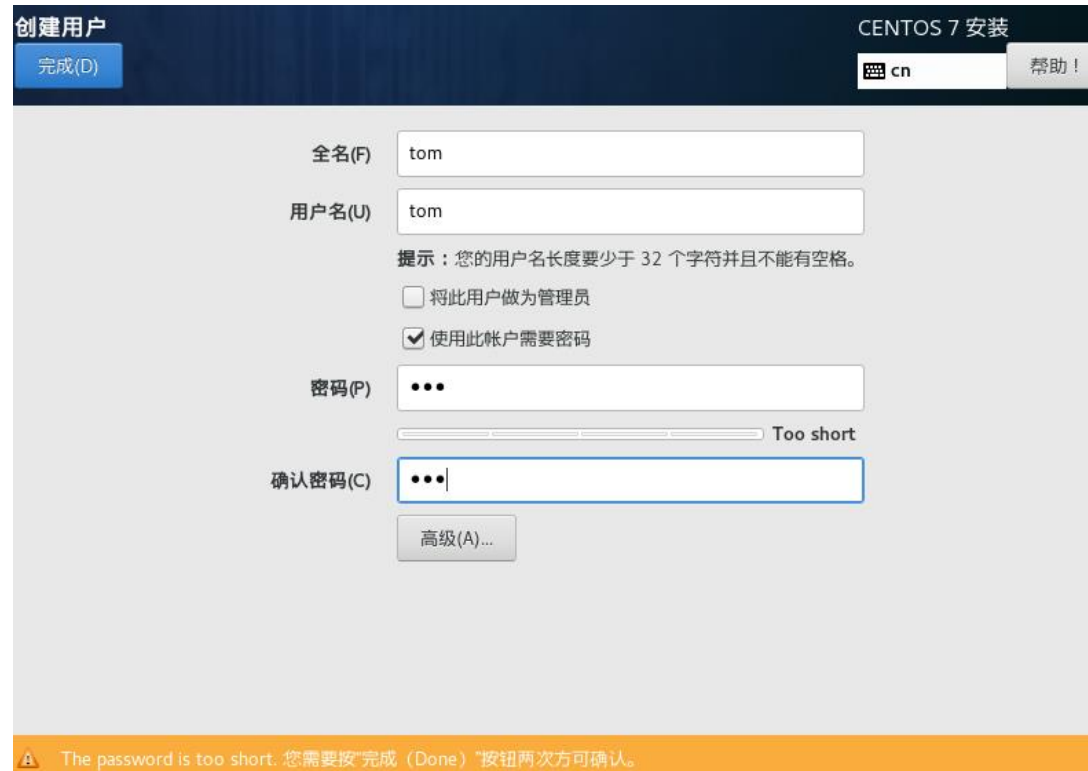 创建用户
CENTOS 7 安装
完成(D)
cn
帮助！
全名(F)
tom
用户名(U)
tom
提示：您的用户名长度要少于 32 个字符并且不能有空格。
将此用户做为管理员
使用此帐户需要密码
密码(P)
•••
Too short
确认密码(C)
•••
高级(A)...
The password is too short. 您需要按"完成（Done）"按钮两次方可确认。